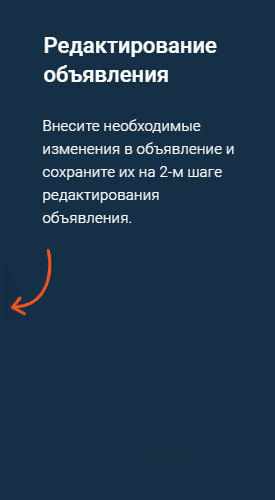 Редактирование
объявления
Внесите необходимые
изменения в объявление и
сохраните их на 2-м шаге
редактирования
объявления.